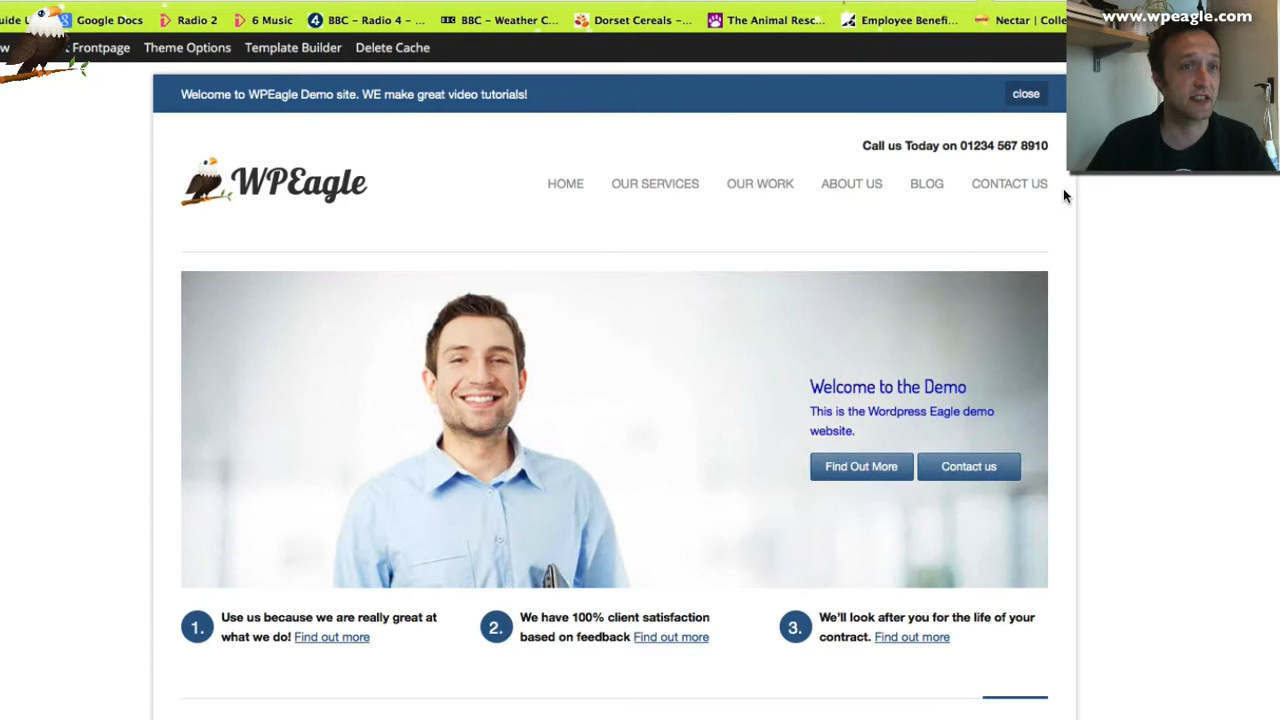 www.wpeagle.com
Google Docs Radio 2 6 Music BBC - Radio 4 - ... BBC - Weather C... Dorset Cereals -... The Animal Resc... Employee Benefi... Nectar | Colle
Frontpage Theme Options Template Builder Delete Cache
Welcome to WPEagle Demo site. WE make great video tutorials! close
Call us Today on 01234 567 8910
WPEagle
HOME OUR SERVICES OUR WORK ABOUT US BLOG CONTACT US
Welcome to the Demo
This is the Wordpress Eagle demo
website.
Find Out More Contact us
1. Use us because we are really great at
what we do! Find out more
2. We have 100% client satisfaction
based on feedback Find out more
3. We'll look after you for the life of your
contract. Find out more